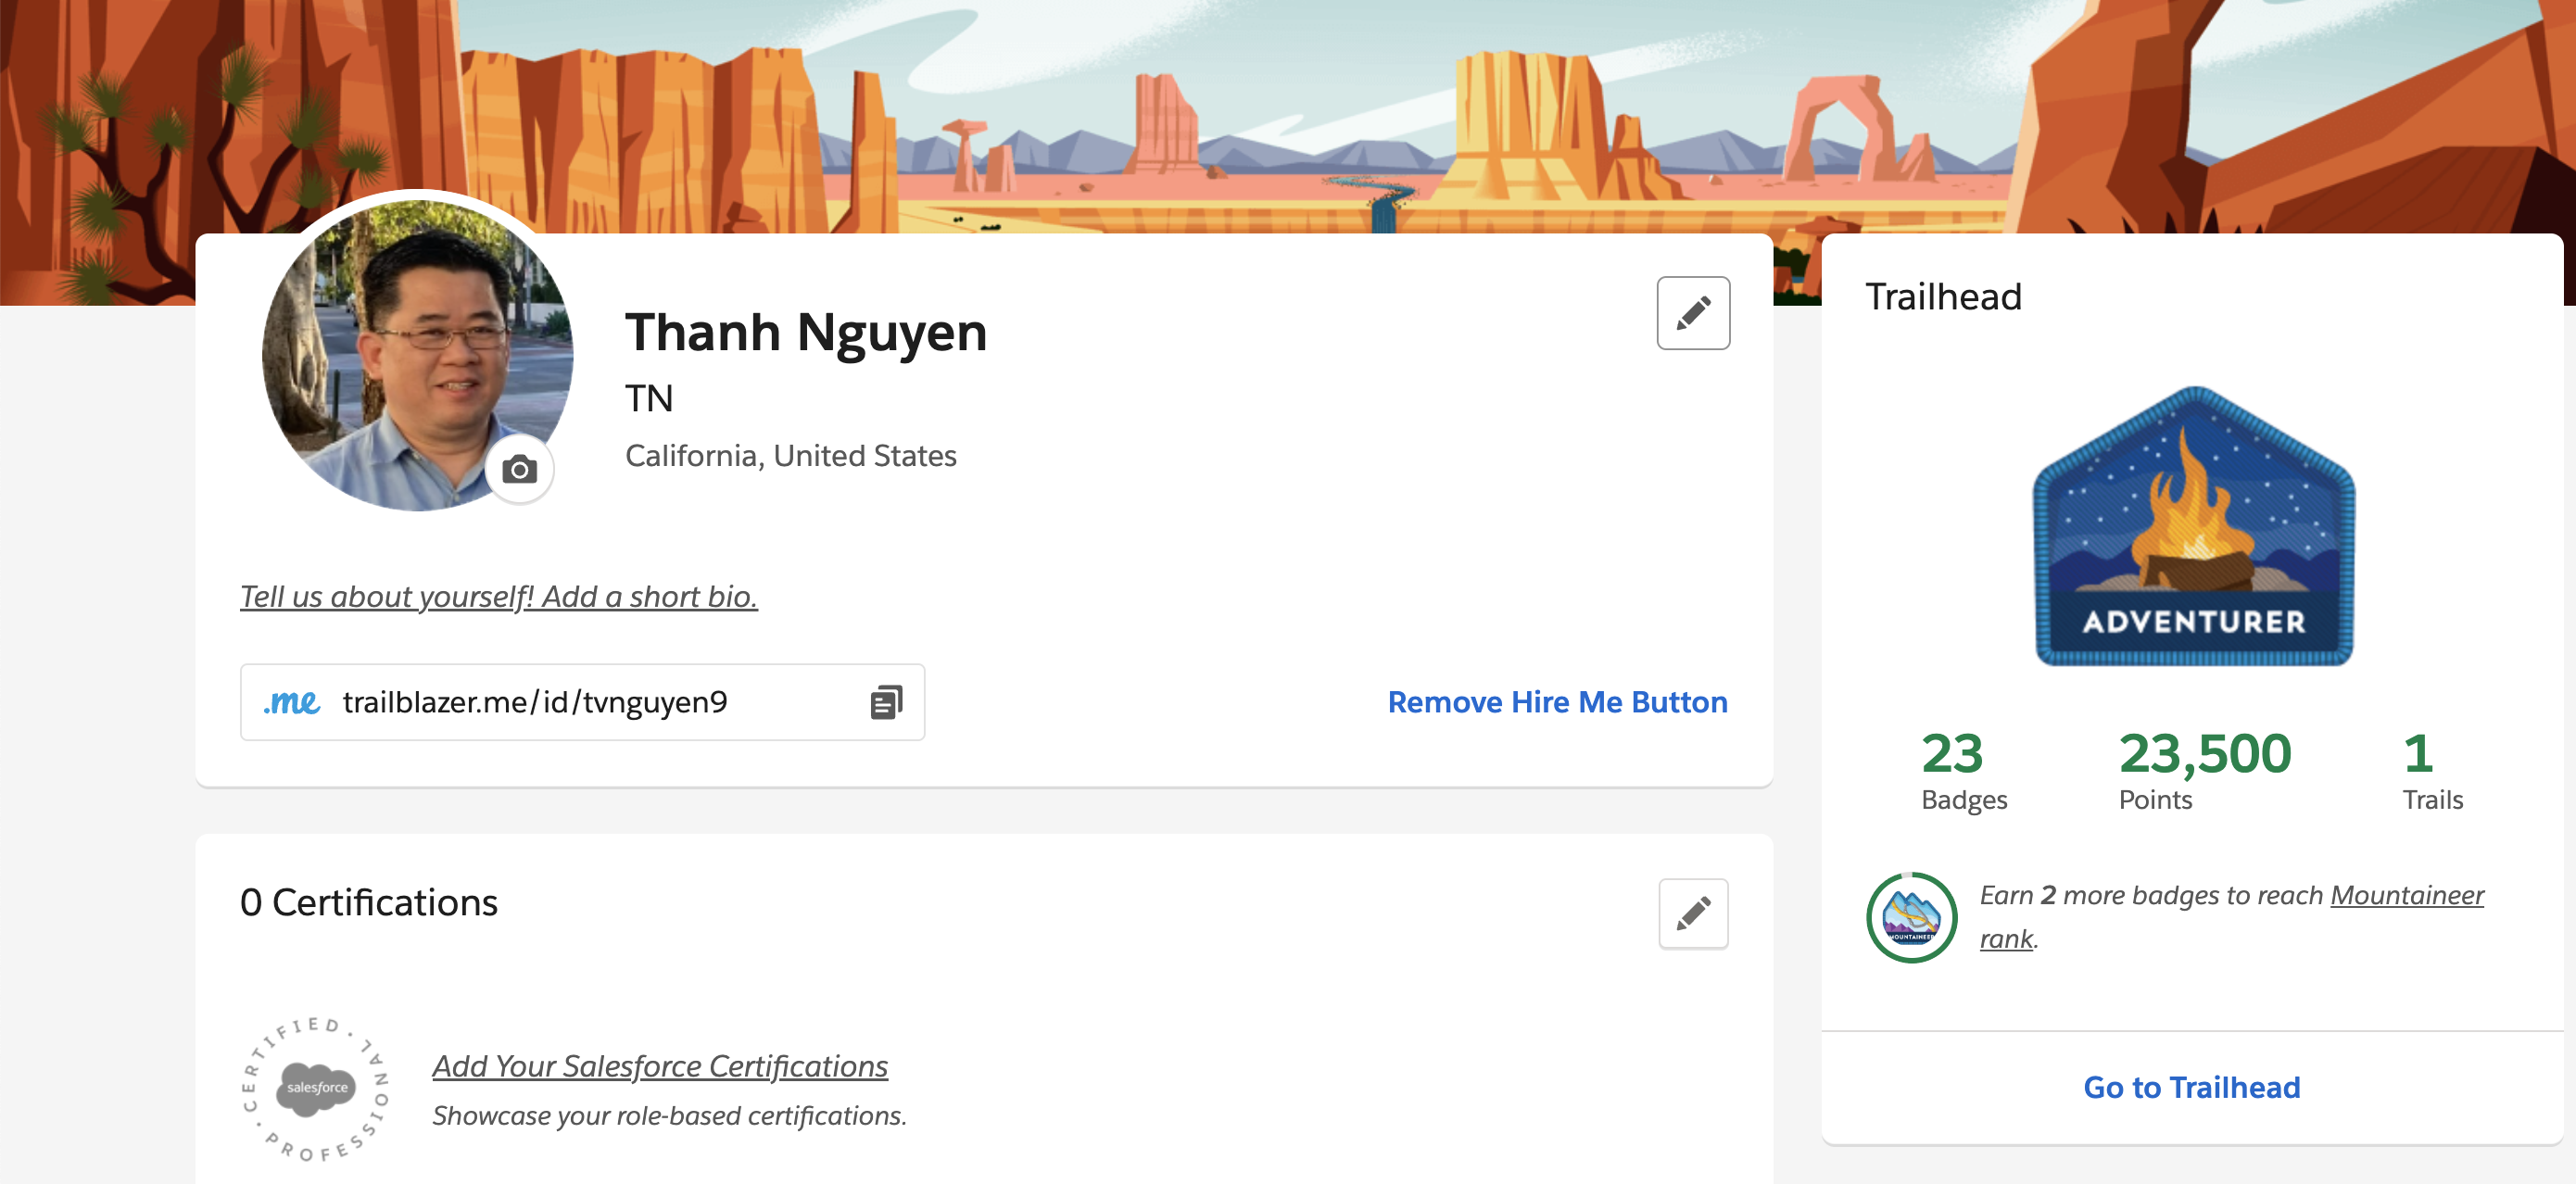 Thanh Nguyen
TN
California, United States
Tell us about yourself! Add a short bio.
.me trailblazer.me/id/tvnguyen9
Remove Hire Me Button
0 Certifications
CERTIFIED · PROFESSIONAL ·
salesforce
Add Your Salesforce Certifications
Showcase your role-based certifications.
Trailhead
ADVENTURER
23 23,500 1
Badges Points Trails
MOUNTAINEER
Earn 2 more badges to reach Mountaineer
rank.
Go to Trailhead